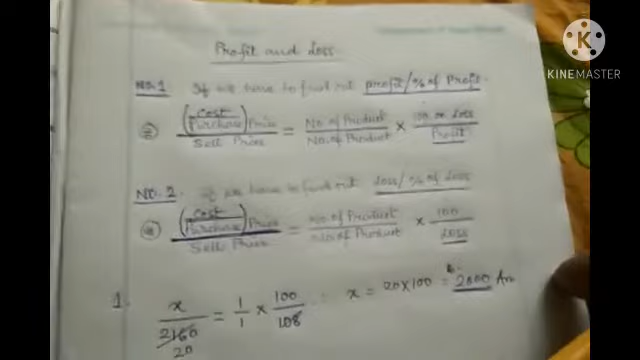 Profit and Loss
KINEMASTER
NO.1 If we have to find out profit/% of Profit.
(Cost/Purchase) Price / Sell Price = No of Product / No. of Product × 100 on Loss / Profit
NO. 2 If we have to find out Loss/% of Loss
(Cost/Purchase) Price / Sell Price = No of Product / No of Product × 100 / Loss
1. x / 2160 = 1/1 × 100/108 : x = 20 × 100 = 2000 An
20